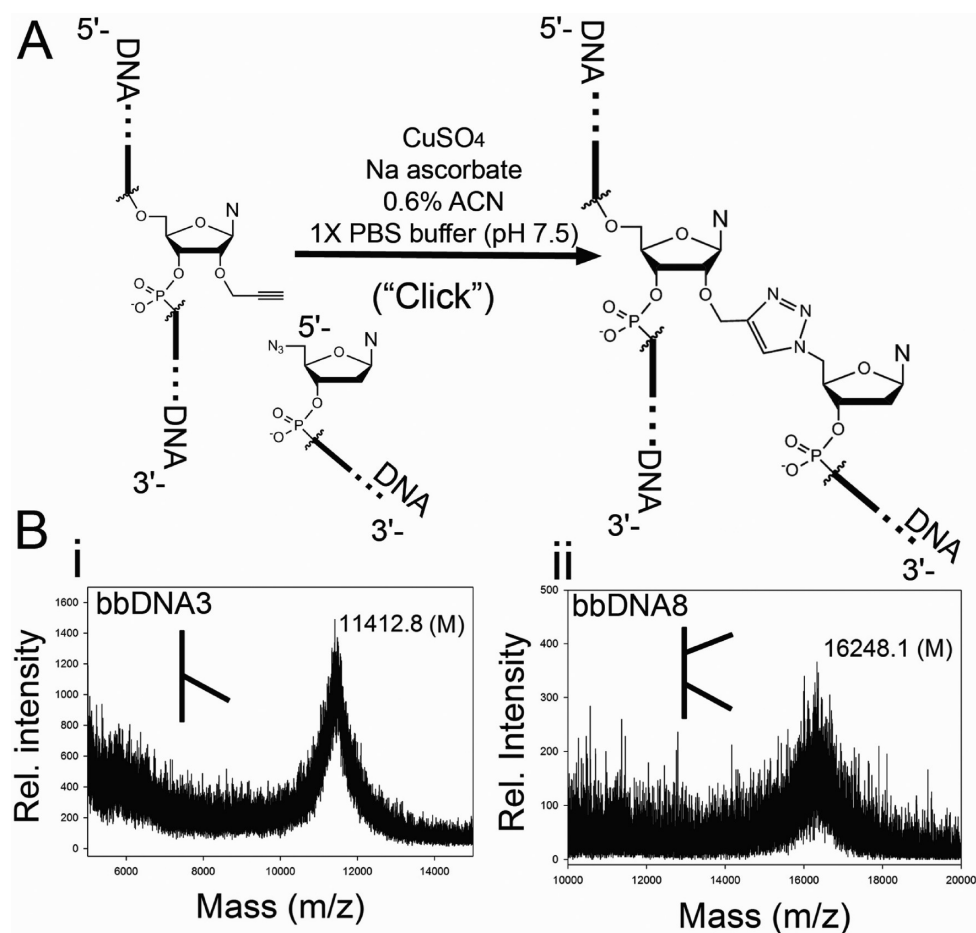 A
5'-
DNA
O
O
N
O
O
P
O
-O
DNA
3'-
CuSO4
Na ascorbate
0.6% ACN
1X PBS buffer (pH 7.5)
("Click")
5'-
N3
O
N
O
O
P
-O
DNA
3'-
5'-
DNA
O
O
N
O
O
O
P
-O
N
N
N
DNA
3'-
O
N
O
O
P
-O
DNA
3'-
B
i
bbDNA3
11412.8 (M)
Rel. intensity
1600
1400
1200
1000
800
600
400
200
0
6000 8000 10000 12000 14000
Mass (m/z)
ii
bbDNA8
16248.1 (M)
Rel. Intensity
500
400
300
200
100
0
10000 12000 14000 16000 18000 20000
Mass (m/z)